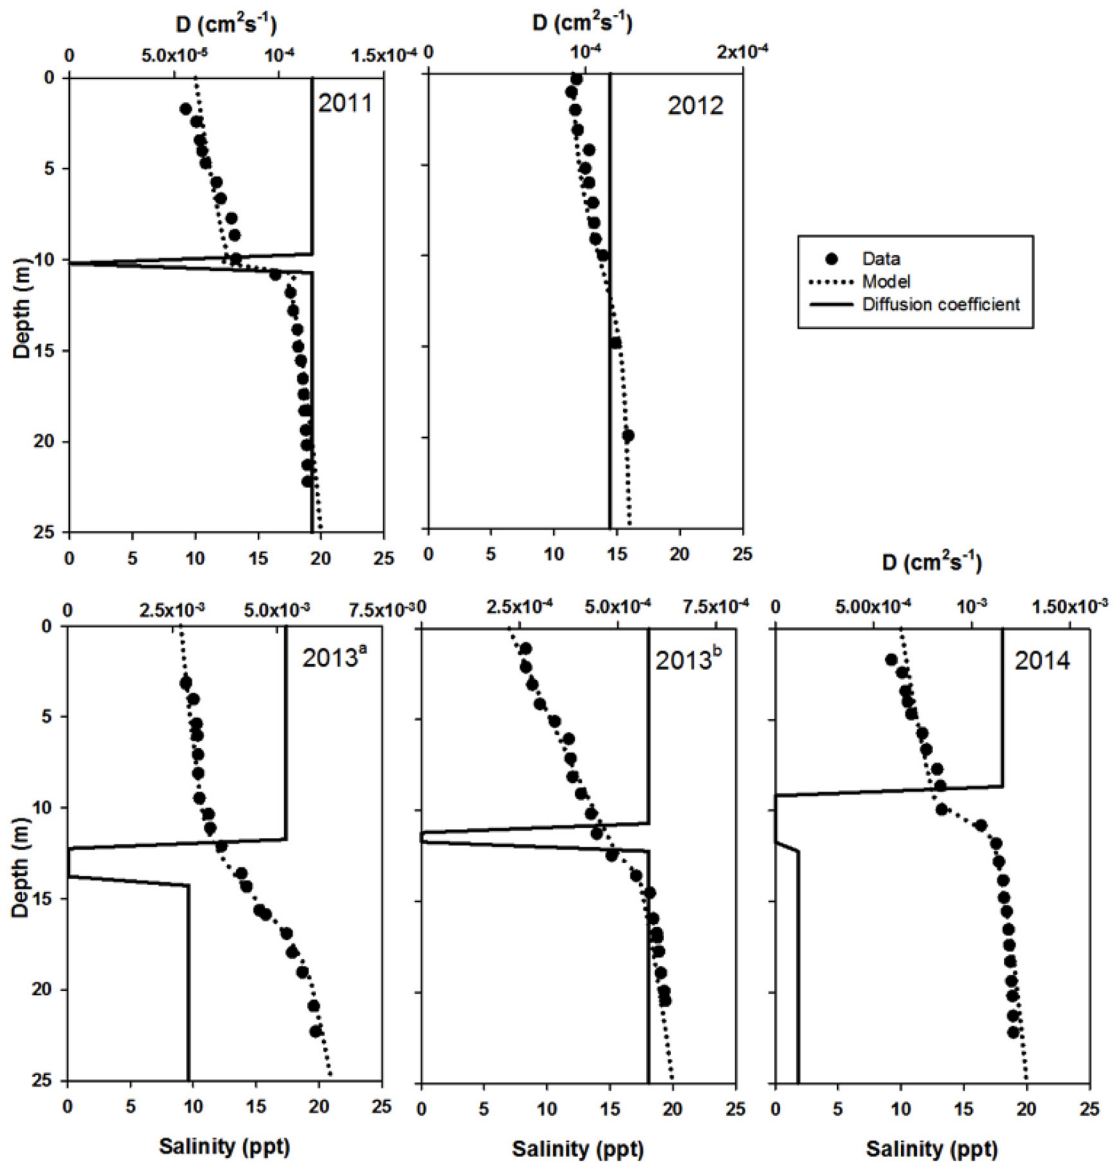 D (cm²s⁻¹)
0 5.0x10⁻⁵ 10⁻⁴ 1.5x10⁻⁴
D (cm²s⁻¹)
0 10⁻⁴ 2x10⁻⁴
0
5
10
15
20
25
Depth (m)
2011
2012
0 5 10 15 20 25
0 5 10 15 20 25
Data
Model
Diffusion coefficient
0 2.5x10⁻³ 5.0x10⁻³ 7.5x10⁻³
0 2.5x10⁻⁴ 5.0x10⁻⁴ 7.5x10⁻⁴
D (cm²s⁻¹)
0 5.00x10⁻⁴ 10⁻³ 1.50x10⁻³
0
5
10
15
20
25
Depth (m)
2013ᵃ
2013ᵇ
2014
0 5 10 15 20 25
0 5 10 15 20 25
0 5 10 15 20 25
Salinity (ppt)
Salinity (ppt)
Salinity (ppt)